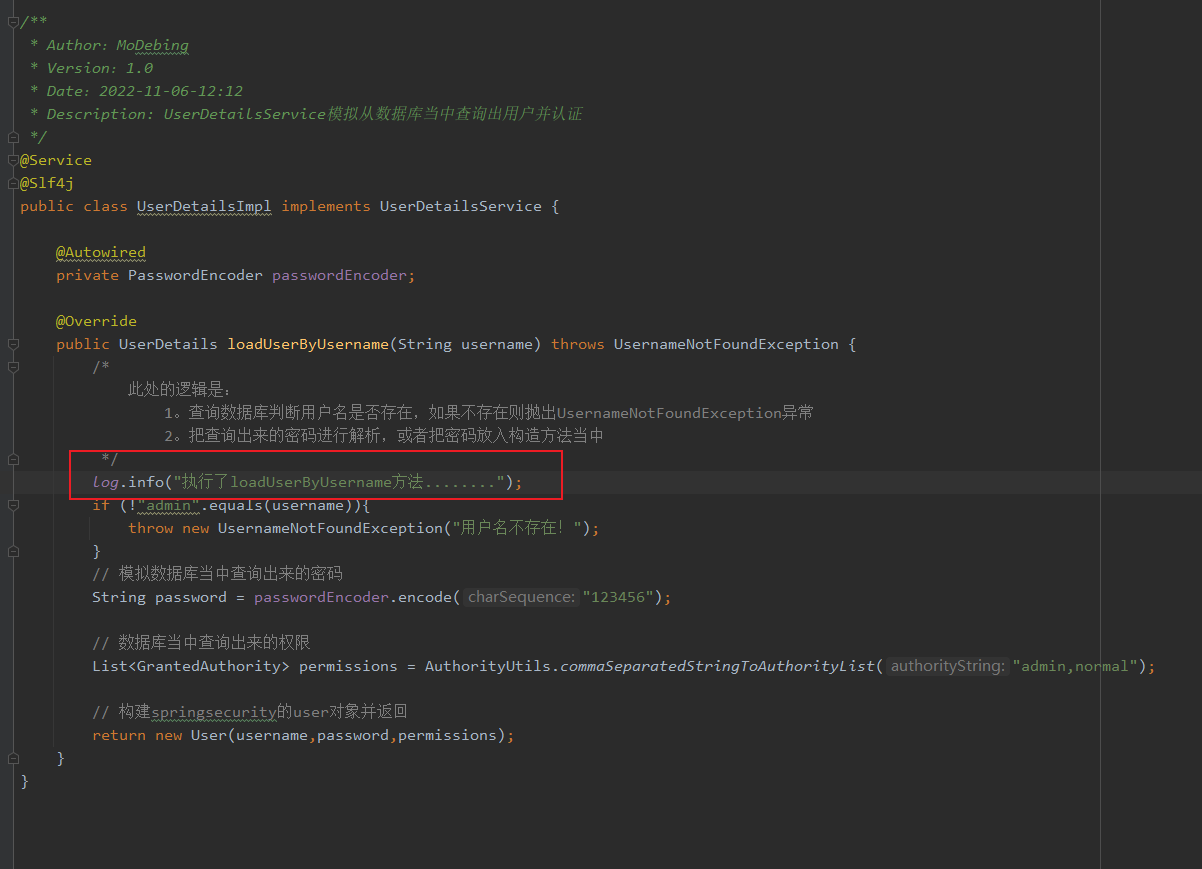 /**
 * Author: MoDebing
 * Version: 1.0
 * Date: 2022-11-06-12:12
 * Description: UserDetailsService模拟从数据库当中查询出用户并认证
 */
@Service
@Slf4j
public class UserDetailsImpl implements UserDetailsService {
@Autowired
private PasswordEncoder passwordEncoder;
@Override
public UserDetails loadUserByUsername(String username) throws UsernameNotFoundException {
/*
此处的逻辑是:
1。查询数据库判断用户名是否存在，如果不存在则抛出UsernameNotFoundException异常
2。把查询出来的密码进行解析，或者把密码放入构造方法当中
*/
log.info("执行了loadUserByUsername方法........");
if (!"admin".equals(username)){
throw new UsernameNotFoundException("用户名不存在！");
}
// 模拟数据库当中查询出来的密码
String password = passwordEncoder.encode( charSequence: "123456");
// 数据库当中查询出来的权限
List<GrantedAuthority> permissions = AuthorityUtils.commaSeparatedStringToAuthorityList( authorityString: "admin,normal");
// 构建springsecurity的user对象并返回
return new User(username,password,permissions);
}
}